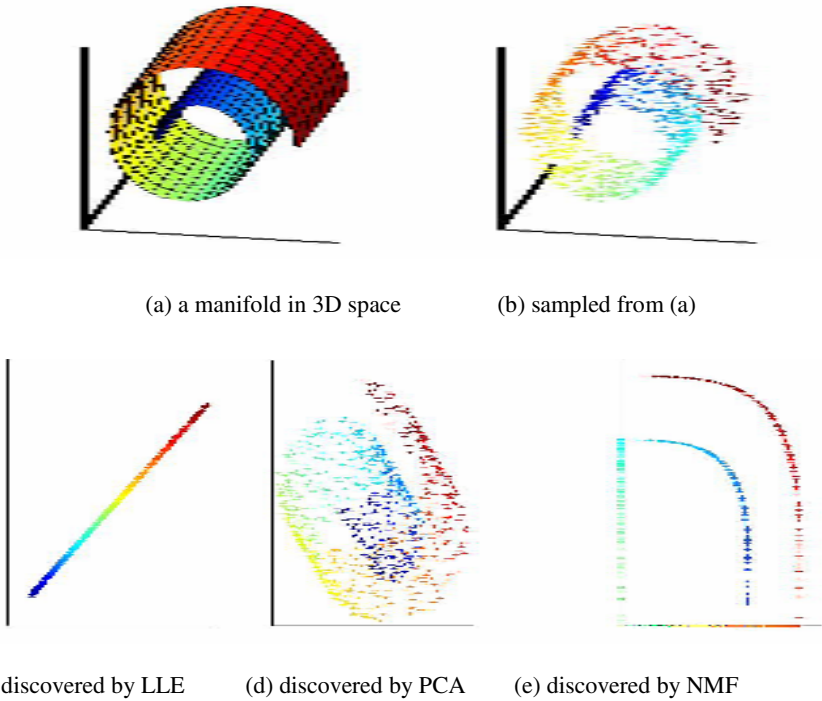 (a) a manifold in 3D space
(b) sampled from (a)
discovered by LLE
(d) discovered by PCA
(e) discovered by NMF